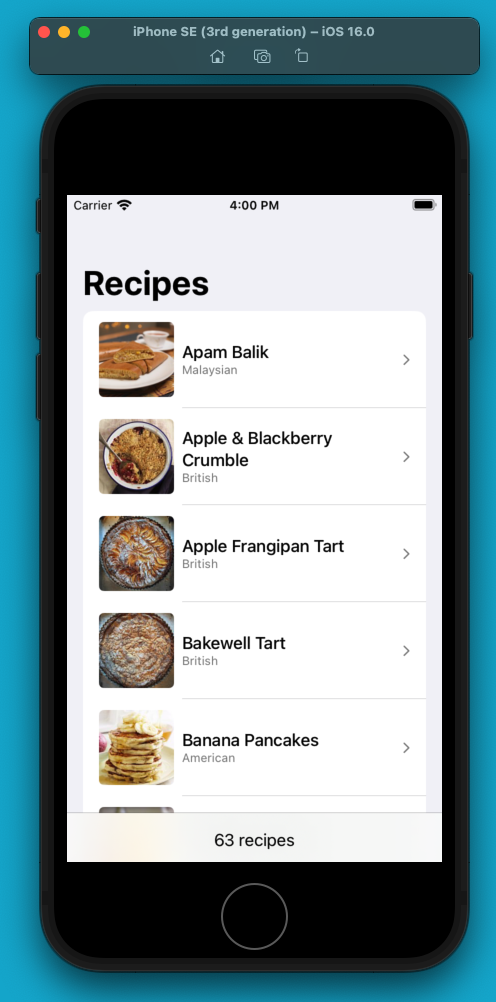 iPhone SE (3rd generation) – iOS 16.0
Carrier 4:00 PM
Recipes
Apam Balik
Malaysian
Apple & Blackberry
Crumble
British
Apple Frangipan Tart
British
Bakewell Tart
British
Banana Pancakes
American
63 recipes